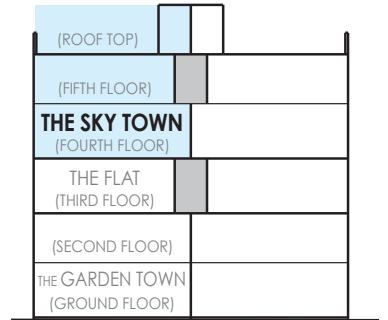 (ROOF TOP)
(FIFTH FLOOR)
THE SKY TOWN
(FOURTH FLOOR)
THE FLAT
(THIRD FLOOR)
(SECOND FLOOR)
THE GARDEN TOWN
(GROUND FLOOR)